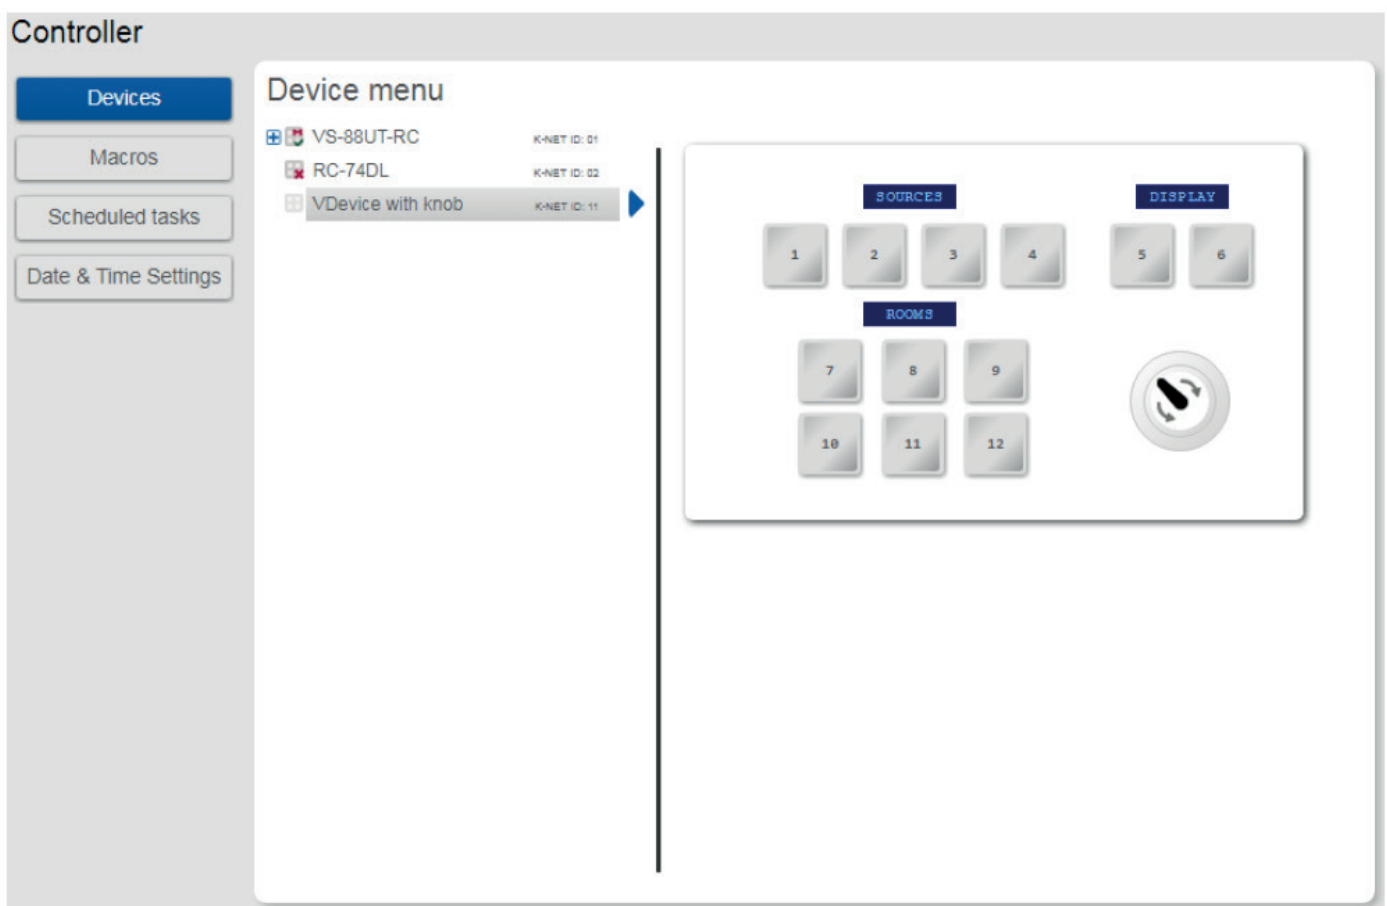 Controller
Devices
Macros
Scheduled tasks
Date & Time Settings
Device menu
VS-88UT-RC K-NET ID: 01
RC-74DL K-NET ID: 02
VDevice with knob K-NET ID: 11
SOURCES DISPLAY
1 2 3 4 5 6
ROOMS
7 8 9
10 11 12